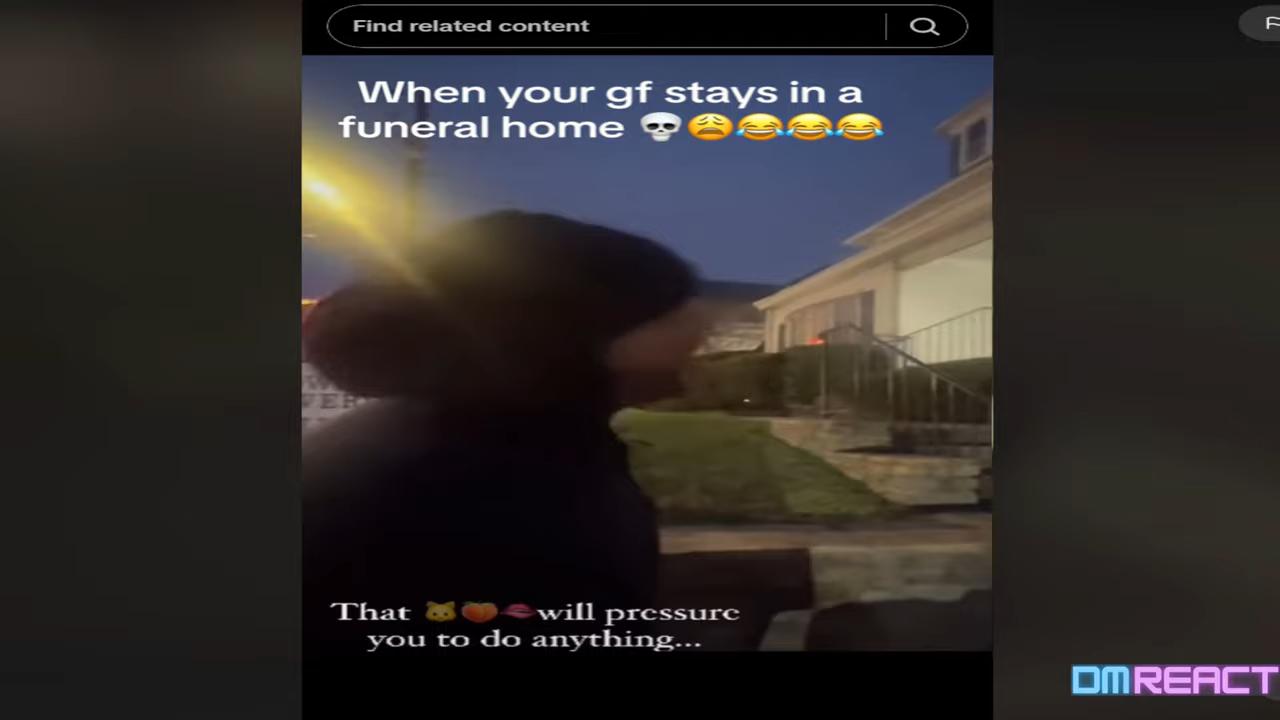 Find related content
When your gf stays in a
funeral home 💀😩😂😂😂
That 🐱🍑🫦will pressure
you to do anything...
DMREACT